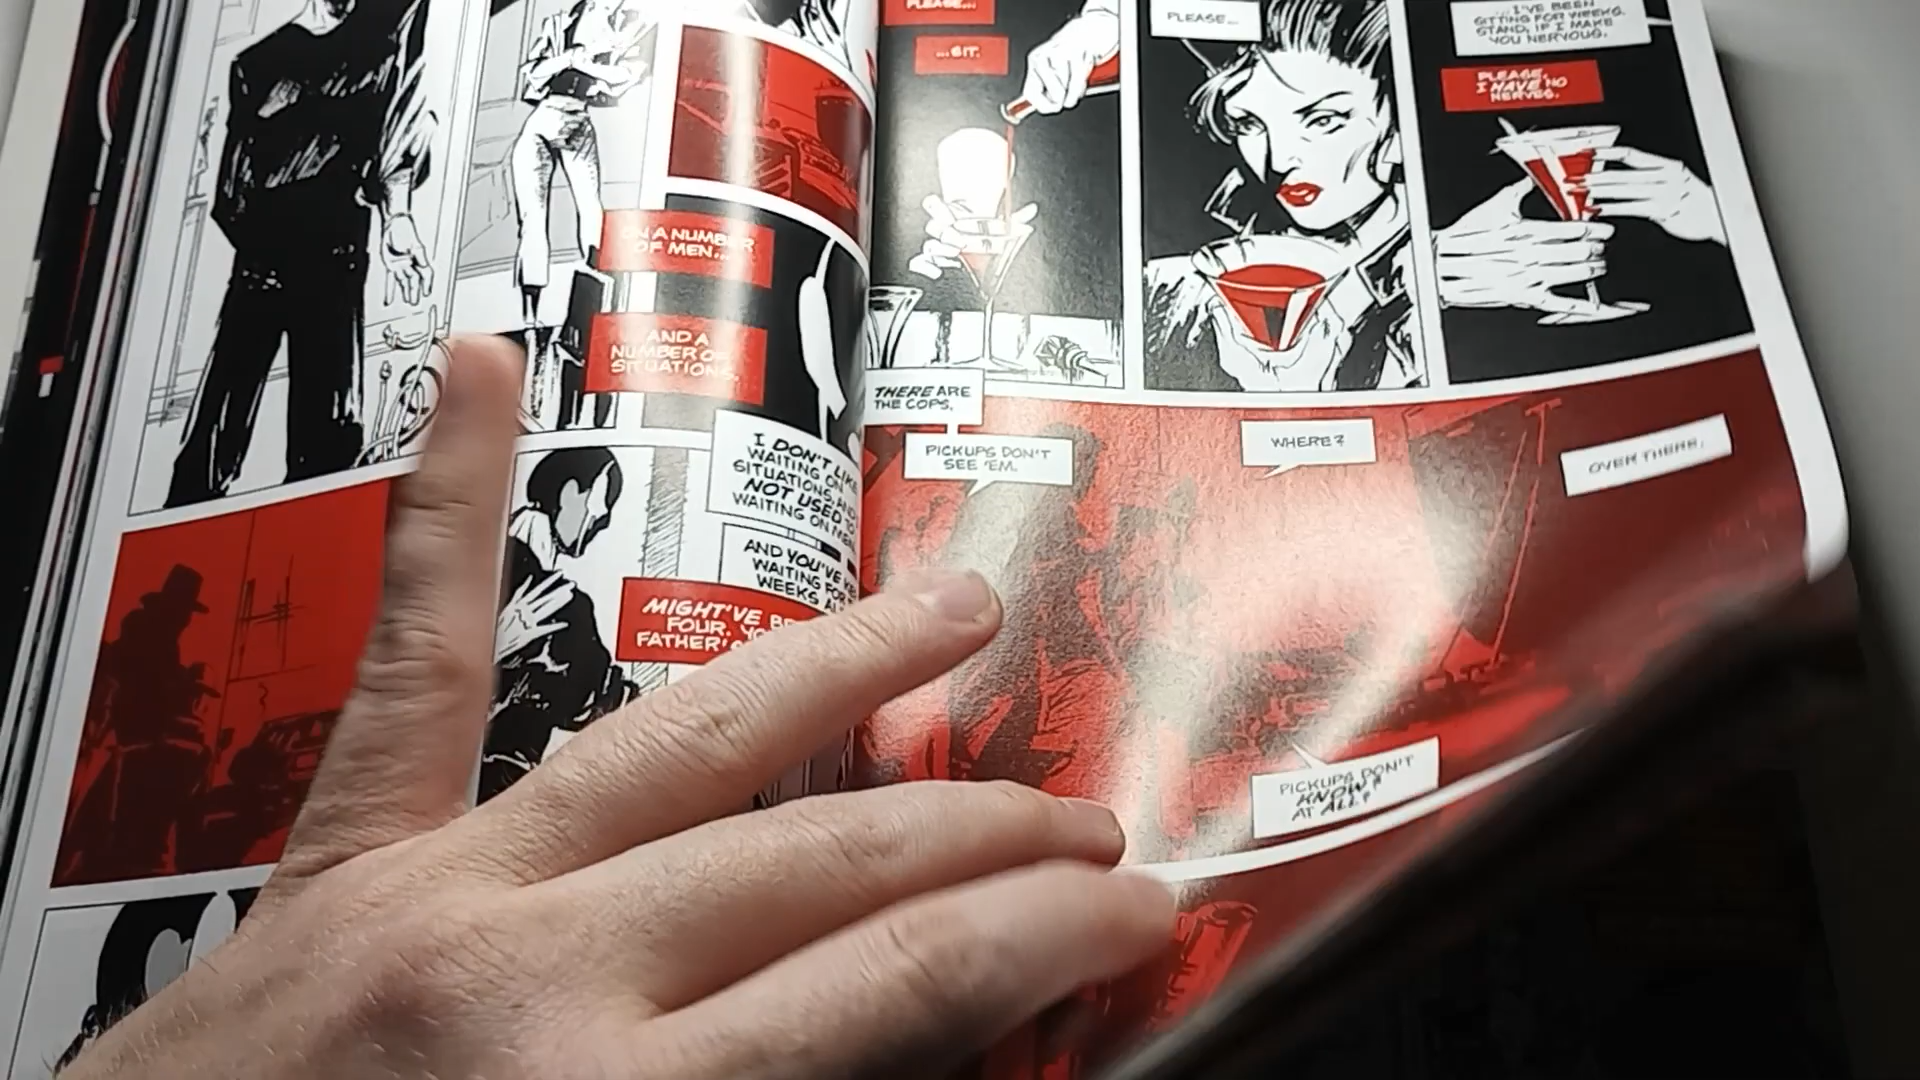 ON A NUMBER
OF MEN...
AND A
NUMBER OF
SITUATIONS.
I DON'T LIKE
WAITING ON
SITUATIONS, AND
NOT USED TO
WAITING ON
AND YOU'VE
WAITING FOR
WEEKS
MIGHT'VE
FOUR.
FATHER'
PLEASE...
...SIT.
PLEASE...
...I'VE BEEN
SITTING FOR WEEKS.
STAND, IF I MAKE
YOU NERVOUS.
PLEASE,
I HAVE NO
NERVES.
THERE ARE
THE COPS.
PICKUPS DON'T
SEE 'EM.
WHERE?
OVER THERE.
PICKUPS DON'T
KNOW?
AT ALL?